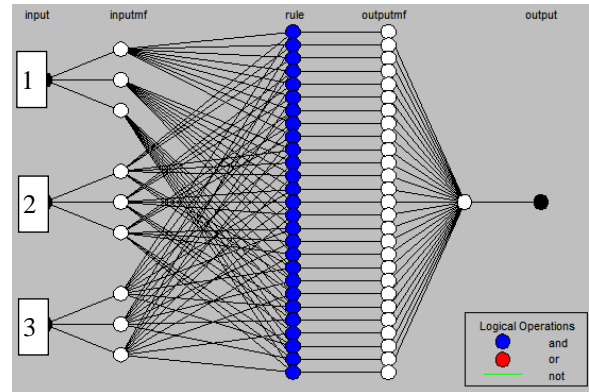 input inputmf rule outputmf output
1
2
3
Logical Operations
and
or
not